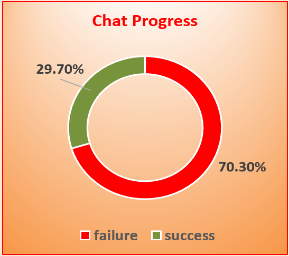 Chat Progress
29.70%
70.30%
failure success